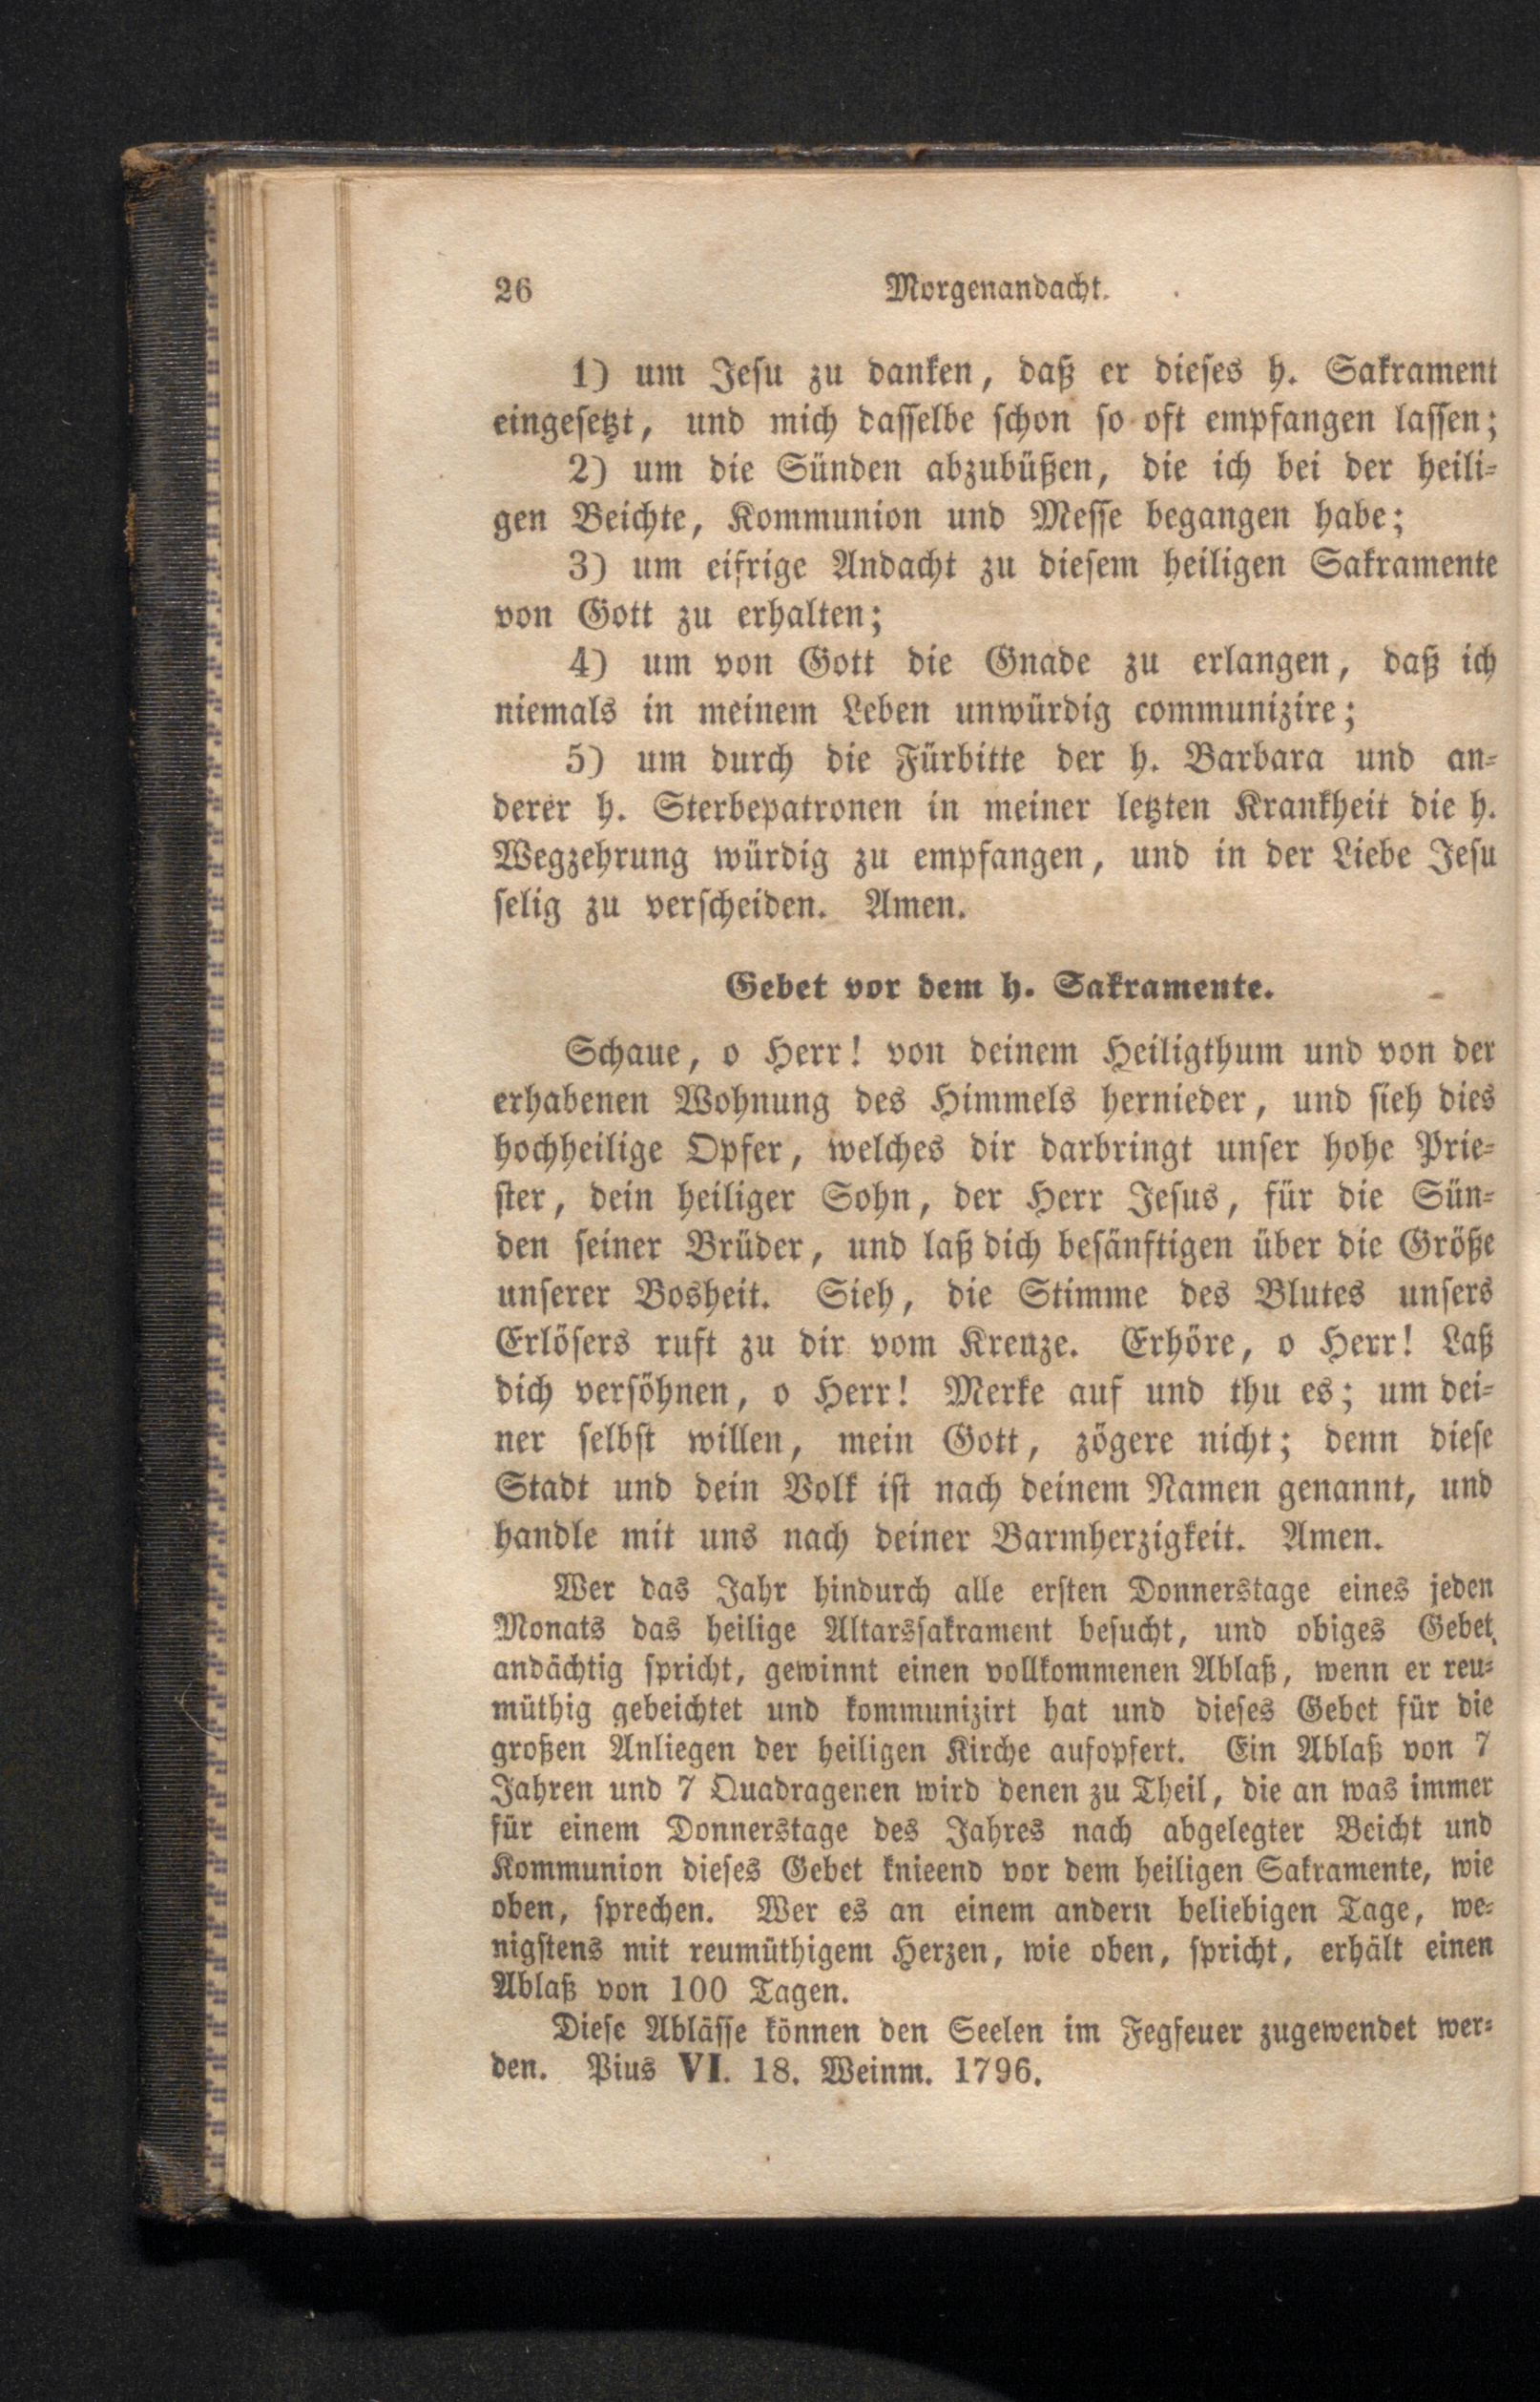 26 Morgenandacht.
1) um Jesu zu danken, daß er dieses h. Sakrament
eingesetzt, und mich dasselbe schon so oft empfangen lassen;
2) um die Sünden abzubüßen, die ich bei der heili-
gen Beichte, Kommunion und Messe begangen habe;
3) um eifrige Andacht zu diesem heiligen Sakramente
von Gott zu erhalten;
4) um von Gott die Gnade zu erlangen, daß ich
niemals in meinem Leben unwürdig communizire;
5) um durch die Fürbitte der h. Barbara und an-
derer h. Sterbepatronen in meiner letzten Krankheit die h.
Wegzehrung würdig zu empfangen, und in der Liebe Jesu
selig zu verscheiden. Amen.
Gebet vor dem h. Sakramente.
Schaue, o Herr! von deinem Heiligthum und von der
erhabenen Wohnung des Himmels hernieder, und sieh dies
hochheilige Opfer, welches dir darbringt unser hohe Prie-
ster, dein heiliger Sohn, der Herr Jesus, für die Sün-
den seiner Brüder, und laß dich besänftigen über die Größe
unserer Bosheit. Sieh, die Stimme des Blutes unsers
Erlösers ruft zu dir vom Kreuze. Erhöre, o Herr! Laß
dich versöhnen, o Herr! Merke auf und thu es; um dei-
ner selbst willen, mein Gott, zögere nicht; denn diese
Stadt und dein Volk ist nach deinem Namen genannt, und
handle mit uns nach deiner Barmherzigkeit. Amen.
Wer das Jahr hindurch alle ersten Donnerstage eines jeden
Monats das heilige Altarssakrament besucht, und obiges Gebet
andächtig spricht, gewinnt einen vollkommenen Ablaß, wenn er reu-
müthig gebeichtet und kommunizirt hat und dieses Gebet für die
großen Anliegen der heiligen Kirche aufopfert. Ein Ablaß von 7
Jahren und 7 Quadragenen wird denen zu Theil, die an was immer
für einem Donnerstage des Jahres nach abgelegter Beicht und
Kommunion dieses Gebet knieend vor dem heiligen Sakramente, wie
oben, sprechen. Wer es an einem andern beliebigen Tage, we-
nigstens mit reumüthigem Herzen, wie oben, spricht, erhält einen
Ablaß von 100 Tagen.
Diese Ablässe können den Seelen im Fegfeuer zugewendet wer-
den. Pius VI. 18. Weinm. 1796.